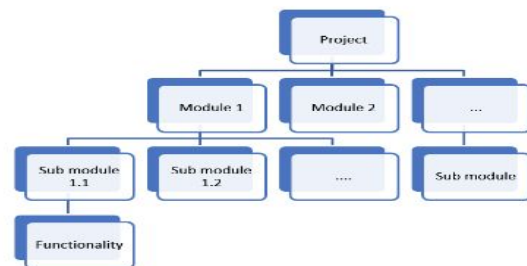 Project
Module 1
Module 2
...
Sub module
1.1
Sub module
1.2
....
Sub module
Functionality